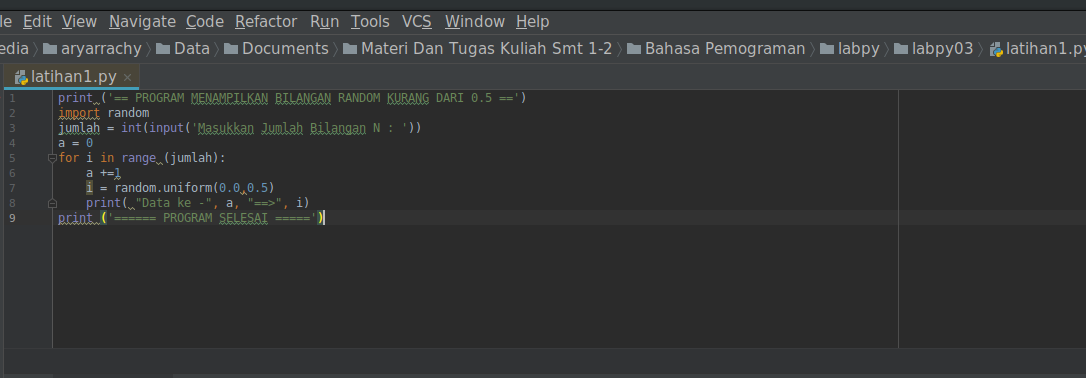 le Edit View Navigate Code Refactor Run Tools VCS Window Help
edia aryarrachy Data Documents Materi Dan Tugas Kuliah Smt 1-2 Bahasa Pemograman labpy labpy03 latihan1.py
latihan1.py ×
1 print ('== PROGRAM MENAMPILKAN BILANGAN RANDOM KURANG DARI 0.5 ==')
2 import random
3 jumlah = int(input('Masukkan Jumlah Bilangan N : '))
4 a = 0
5 for i in range (jumlah):
6 a +=1
7 i = random.uniform(0.0,0.5)
8 print( "Data ke -", a, "==>", i)
9 print ('====== PROGRAM SELESAI =====')